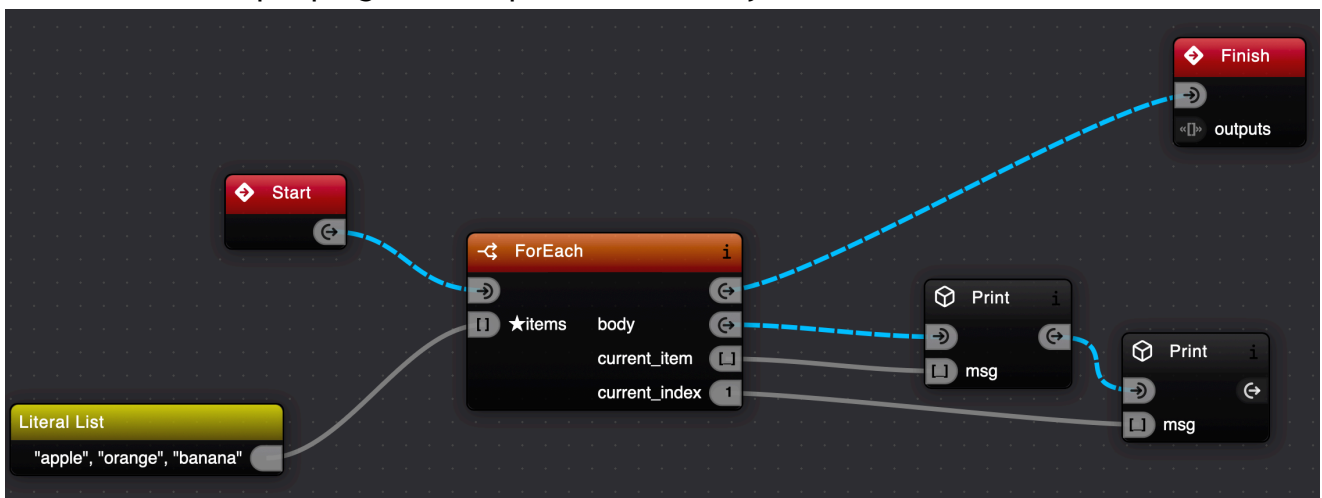 Finish
outputs
Start
ForEach
i
★items
body
current_item
current_index
1
Print
i
msg
Print
i
msg
Literal List
"apple", "orange", "banana"